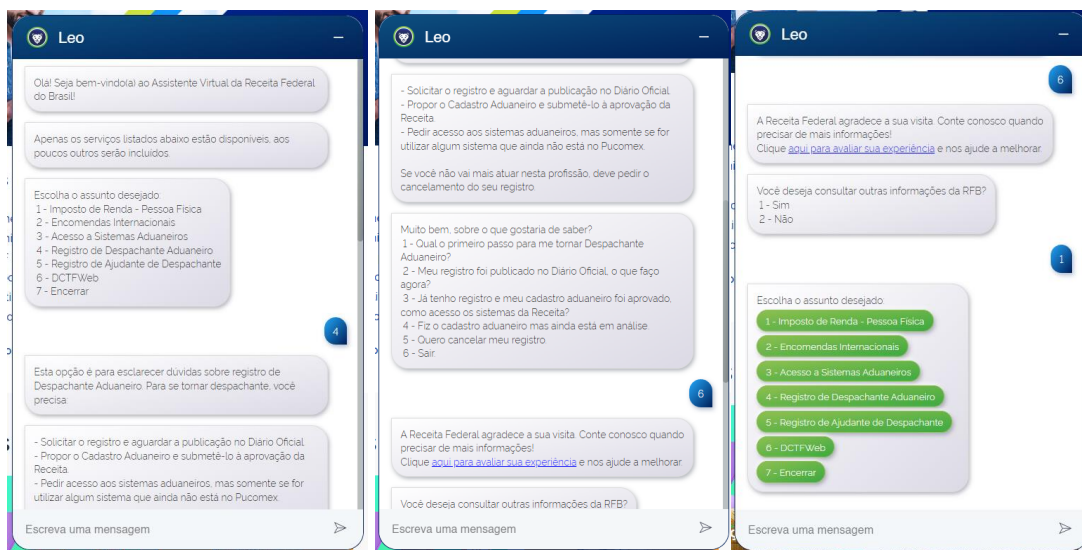 Leo
Olá! Seja bem-vindo(a) ao Assistente Virtual da Receita Federal
do Brasil!
Apenas os serviços listados abaixo estão disponíveis, aos
poucos outros serão incluídos.
Escolha o assunto desejado:
1 - Imposto de Renda - Pessoa Física
2 - Encomendas Internacionais
3 - Acesso a Sistemas Aduaneiros
4 - Registro de Despachante Aduaneiro
5 - Registro de Ajudante de Despachante
6 - DCTFWeb
7 - Encerrar
4
Esta opção é para esclarecer dúvidas sobre registro de
Despachante Aduaneiro. Para se tornar despachante, você
precisa:
- Solicitar o registro e aguardar a publicação no Diário Oficial.
- Propor o Cadastro Aduaneiro e submetê-lo à aprovação da
Receita.
- Pedir acesso aos sistemas aduaneiros, mas somente se for
utilizar algum sistema que ainda não está no Pucomex.
Escreva uma mensagem
Leo
- Solicitar o registro e aguardar a publicação no Diário Oficial.
- Propor o Cadastro Aduaneiro e submetê-lo à aprovação da
Receita.
- Pedir acesso aos sistemas aduaneiros, mas somente se for
utilizar algum sistema que ainda não está no Pucomex.
Se você não vai mais atuar nesta profissão, deve pedir o
cancelamento do seu registro.
Muito bem, sobre o que gostaria de saber?
1 - Qual o primeiro passo para me tornar Despachante
Aduaneiro?
2 - Meu registro foi publicado no Diário Oficial, o que faço
agora?
3 - Já tenho registro e meu cadastro aduaneiro foi aprovado,
como acesso os sistemas da Receita?
4 - Fiz o cadastro aduaneiro mas ainda está em análise.
5 - Quero cancelar meu registro.
6 - Sair
6
A Receita Federal agradece a sua visita. Conte conosco quando
precisar de mais informações!
Clique aqui para avaliar sua experiência e nos ajude a melhorar.
Você deseja consultar outras informações da RFB?
Escreva uma mensagem
Leo
6
A Receita Federal agradece a sua visita. Conte conosco quando
precisar de mais informações!
Clique aqui para avaliar sua experiência e nos ajude a melhorar.
Você deseja consultar outras informações da RFB?
1 - Sim
2 - Não
1
Escolha o assunto desejado:
1 - Imposto de Renda - Pessoa Física
2 - Encomendas Internacionais
3 - Acesso a Sistemas Aduaneiros
4 - Registro de Despachante Aduaneiro
5 - Registro de Ajudante de Despachante
6 - DCTFWeb
7 - Encerrar
Escreva uma mensagem